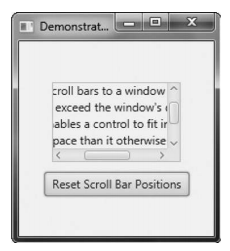 Demonstrat...
croll bars to a window
exceed the window's
ables a control to fit in
pace than it otherwise
Reset Scroll Bar Positions